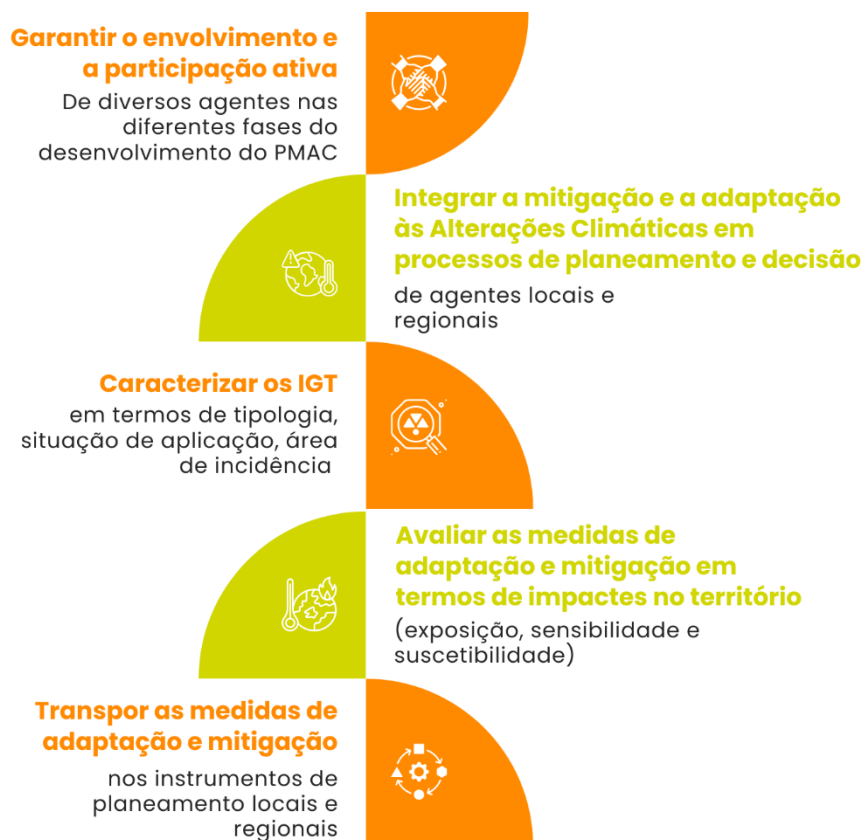 Garantir o envolvimento e
a participação ativa
De diversos agentes nas
diferentes fases do
desenvolvimento do PMAC
Integrar a mitigação e a adaptação
às Alterações Climáticas em
processos de planeamento e decisão
de agentes locais e
regionais
Caracterizar os IGT
em termos de tipologia,
situação de aplicação, área
de incidência
Avaliar as medidas de
adaptação e mitigação em
termos de impactes no território
(exposição, sensibilidade e
suscetibilidade)
Transpor as medidas de
adaptação e mitigação
nos instrumentos de
planeamento locais e
regionais